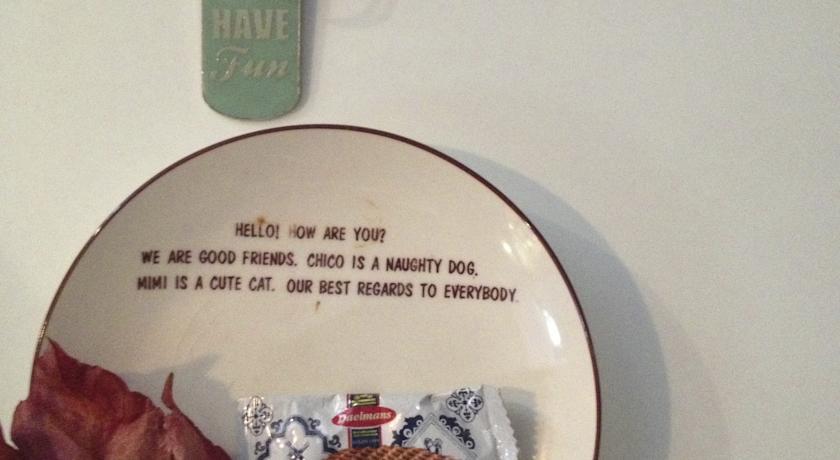 HAVE
Fun
HELLO! HOW ARE YOU?
WE ARE GOOD FRIENDS. CHICO IS A NAUGHTY DOG.
MIMI IS A CUTE CAT. OUR BEST REGARDS TO EVERYBODY.
Daelmans